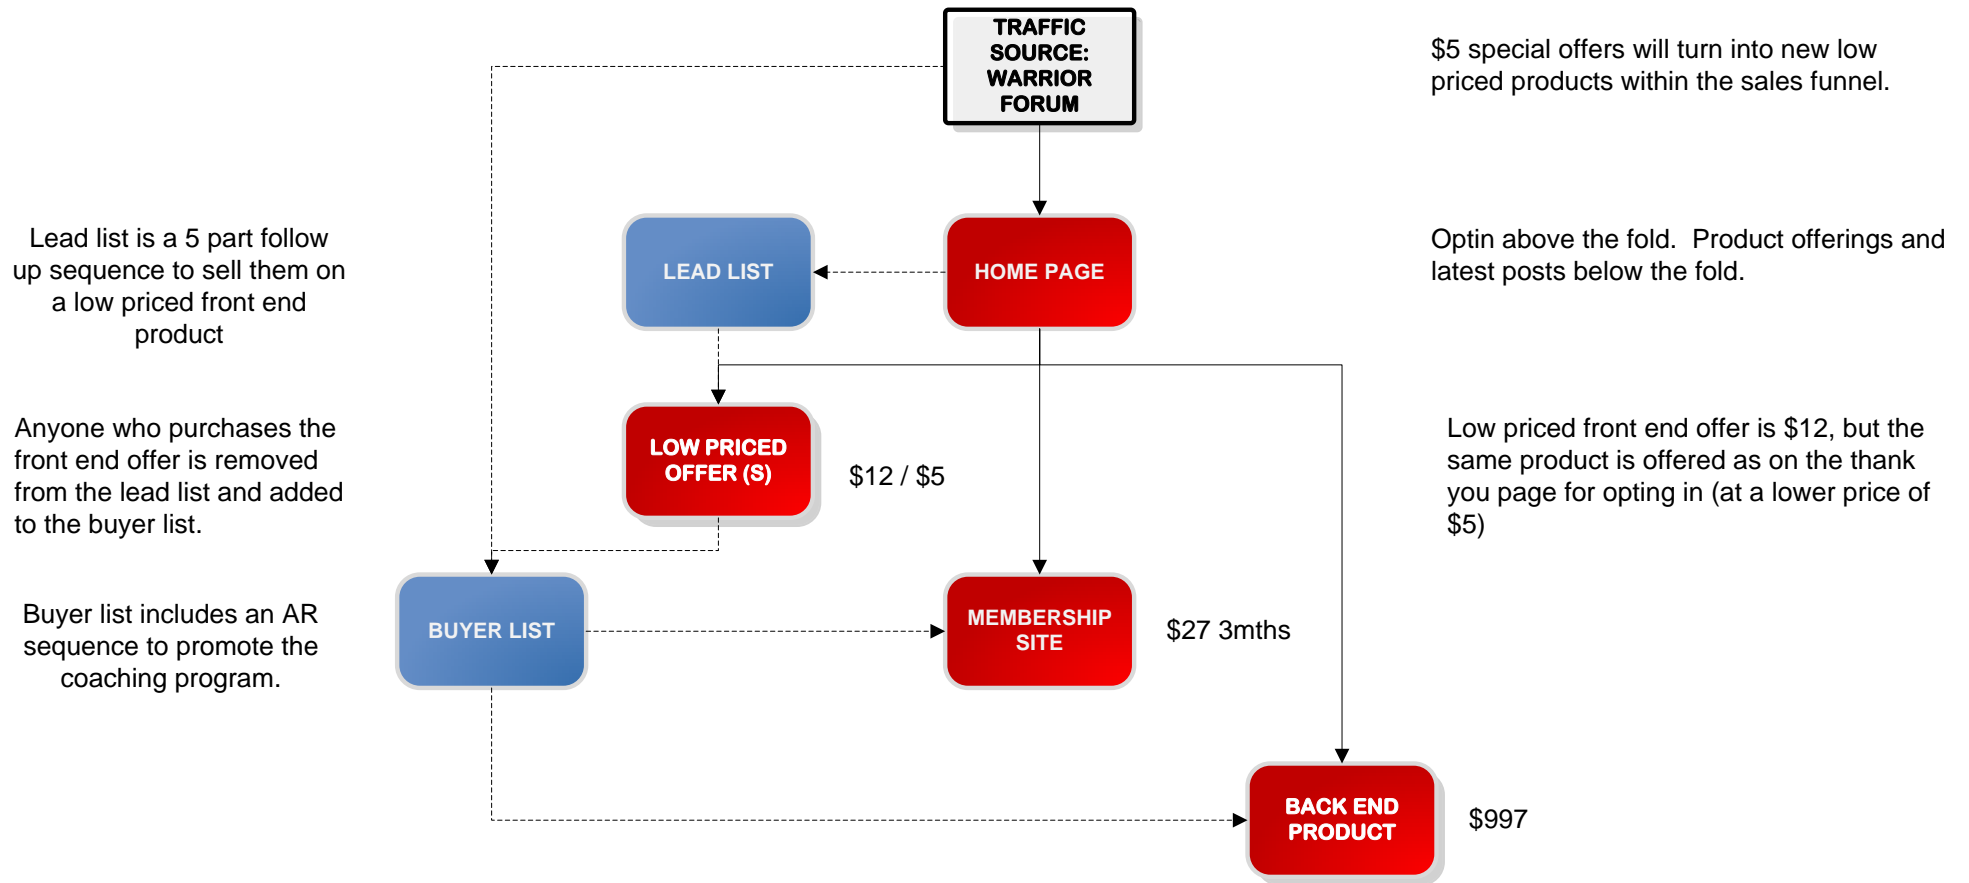 TRAFFIC
SOURCE:
WARRIOR
FORUM
$5 special offers will turn into new low
priced products within the sales funnel.
Lead list is a 5 part follow
up sequence to sell them on
a low priced front end
product
LEAD LIST
HOME PAGE
Optin above the fold.  Product offerings and
latest posts below the fold.
Anyone who purchases the
front end offer is removed
from the lead list and added
to the buyer list.
LOW PRICED
OFFER (S)
$12 / $5
Low priced front end offer is $12, but the
same product is offered as on the thank
you page for opting in (at a lower price of
$5)
Buyer list includes an AR
sequence to promote the
coaching program.
BUYER LIST
MEMBERSHIP
SITE
$27 3mths
BACK END
PRODUCT
$997